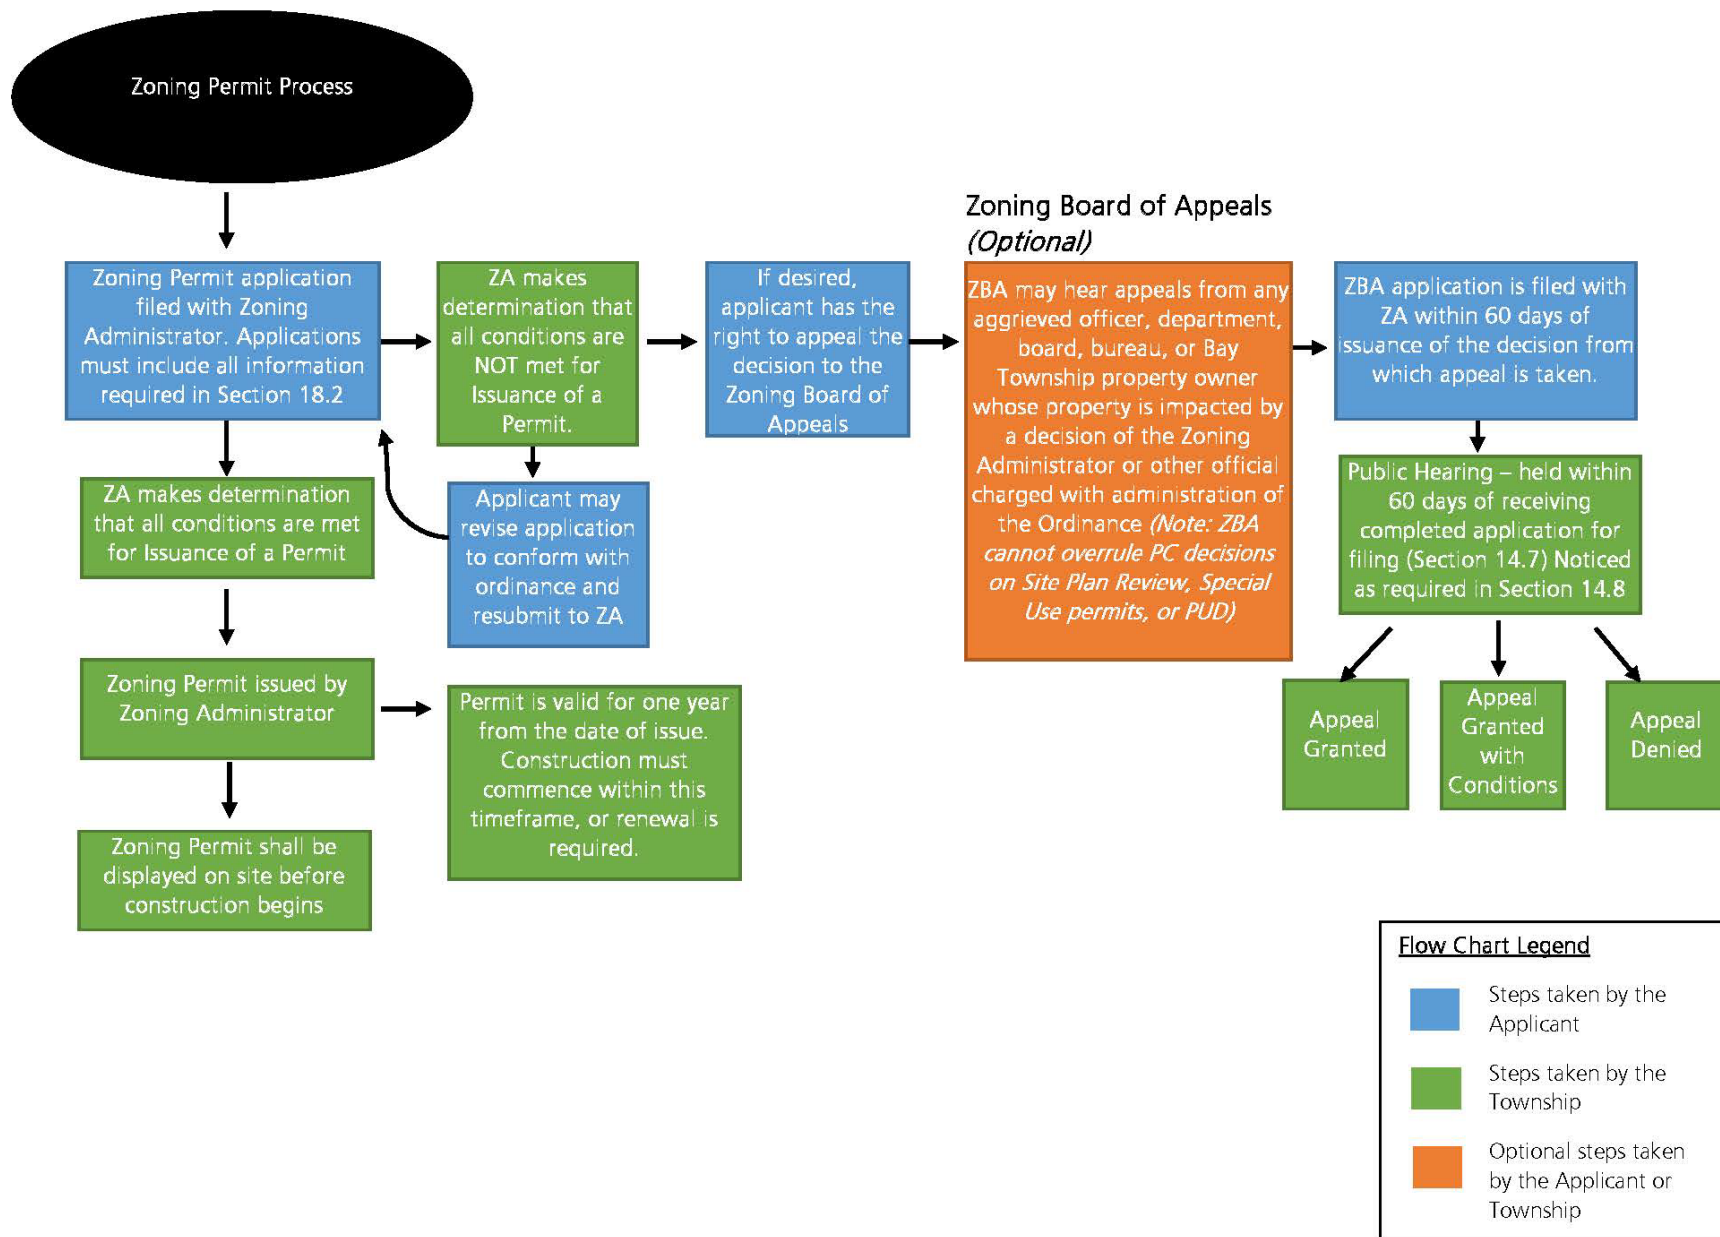 Zoning Permit Process
Zoning Permit application
filed with Zoning
Administrator. Applications
must include all information
required in Section 18.2
ZA makes
determination that
all conditions are
NOT met for
Issuance of a
Permit.
If desired,
applicant has the
right to appeal the
decision to the
Zoning Board of
Appeals
Zoning Board of Appeals
(Optional)
ZBA may hear appeals from any
aggrieved officer, department,
board, bureau, or Bay
Township property owner
whose property is impacted by
a decision of the Zoning
Administrator or other official
charged with administration of
the Ordinance (Note: ZBA
cannot overrule PC decisions
on Site Plan Review, Special
Use permits, or PUD)
ZBA application is filed with
ZA within 60 days of
issuance of the decision from
which appeal is taken.
ZA makes determination
that all conditions are met
for Issuance of a Permit
Applicant may
revise application
to conform with
ordinance and
resubmit to ZA
Public Hearing – held within
60 days of receiving
completed application for
filing (Section 14.7) Noticed
as required in Section 14.8
Zoning Permit issued by
Zoning Administrator
Permit is valid for one year
from the date of issue.
Construction must
commence within this
timeframe, or renewal is
required.
Appeal
Granted
Appeal
Granted
with
Conditions
Appeal
Denied
Zoning Permit shall be
displayed on site before
construction begins
Flow Chart Legend
Steps taken by the
Applicant
Steps taken by the
Township
Optional steps taken
by the Applicant or
Township